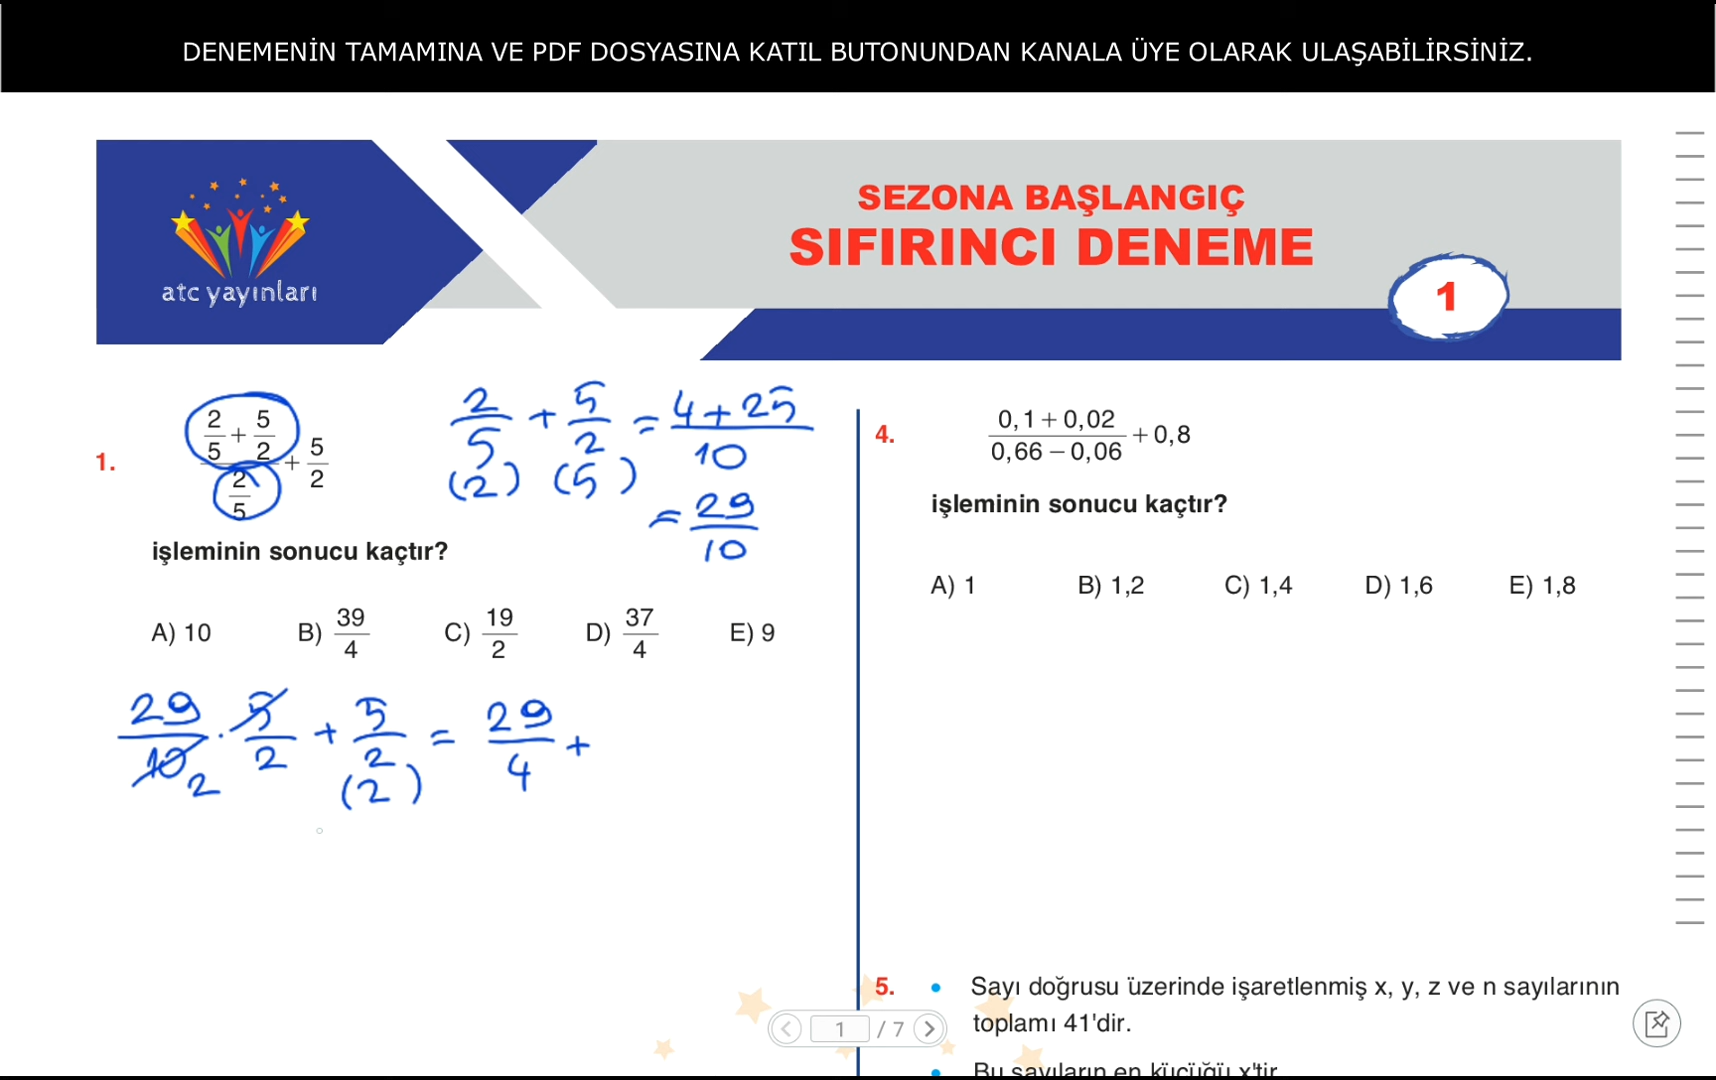 DENEMENİN TAMAMINA VE PDF DOSYASINA KATIL BUTONUNDAN KANALA ÜYE OLARAK ULAŞABİLİRSİNİZ.
atc yayınları
SEZONA BAŞLANGIÇ
SIFIRINCI DENEME
1
1. (2/5 + 5/2)/(2/5) + 5/2
işleminin sonucu kaçtır?
A) 10 B) 39/4 C) 19/2 D) 37/4 E) 9
2/5 + 5/2 = (4+25)/10
(2) (5)
= 29/10
29/10 2 . 5/2 + 5/2 = 29/4 +
(2)
4. (0,1+0,02)/(0,66−0,06) + 0,8
işleminin sonucu kaçtır?
A) 1 B) 1,2 C) 1,4 D) 1,6 E) 1,8
5. • Sayı doğrusu üzerinde işaretlenmiş x, y, z ve n sayılarının
toplamı 41'dir.
• Bu sayıların en küçüğü x'tir
1 / 7